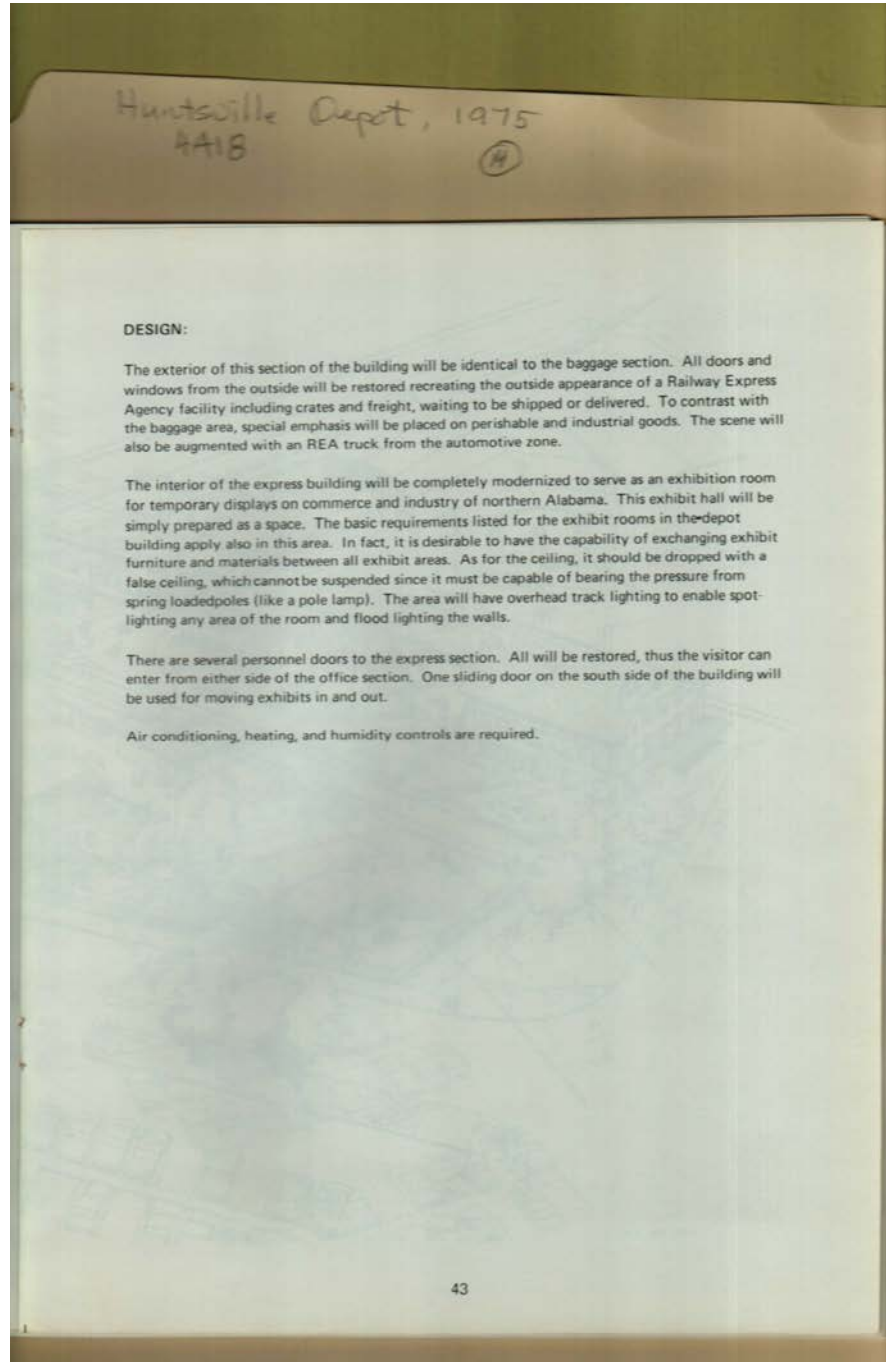 Huntsville Depot, 1975
4418
M
DESIGN:
The exterior of this section of the building will be identical to the baggage section. All doors and
windows from the outside will be restored recreating the outside appearance of a Railway Express
Agency facility including crates and freight, waiting to be shipped or delivered. To contrast with
the baggage area, special emphasis will be placed on perishable and industrial goods. The scene will
also be augmented with an REA truck from the automotive zone.
The interior of the express building will be completely modernized to serve as an exhibition room
for temporary displays on commerce and industry of northern Alabama. This exhibit hall will be
simply prepared as a space. The basic requirements listed for the exhibit rooms in the depot
building apply also in this area. In fact, it is desirable to have the capability of exchanging exhibit
furniture and materials between all exhibit areas. As for the ceiling, it should be dropped with a
false ceiling, which cannot be suspended since it must be capable of bearing the pressure from
spring loadedpoles (like a pole lamp). The area will have overhead track lighting to enable spot-
lighting any area of the room and flood lighting the walls.
There are several personnel doors to the express section. All will be restored, thus the visitor can
enter from either side of the office section. One sliding door on the south side of the building will
be used for moving exhibits in and out.
Air conditioning, heating, and humidity controls are required.
43